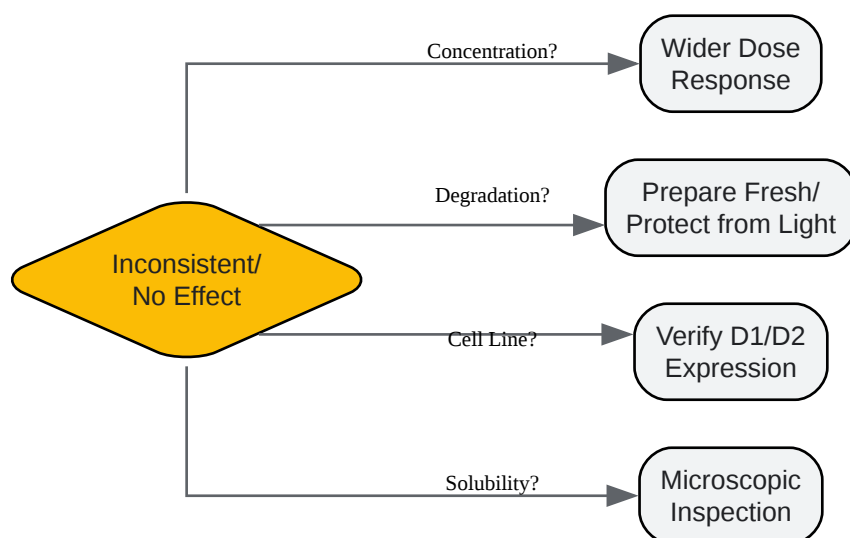 Concentration?
Wider Dose
Response
Degradation?
Prepare Fresh/
Protect from Light
Inconsistent/
No Effect
Cell Line?
Verify D1/D2
Expression
Solubility?
Microscopic
Inspection